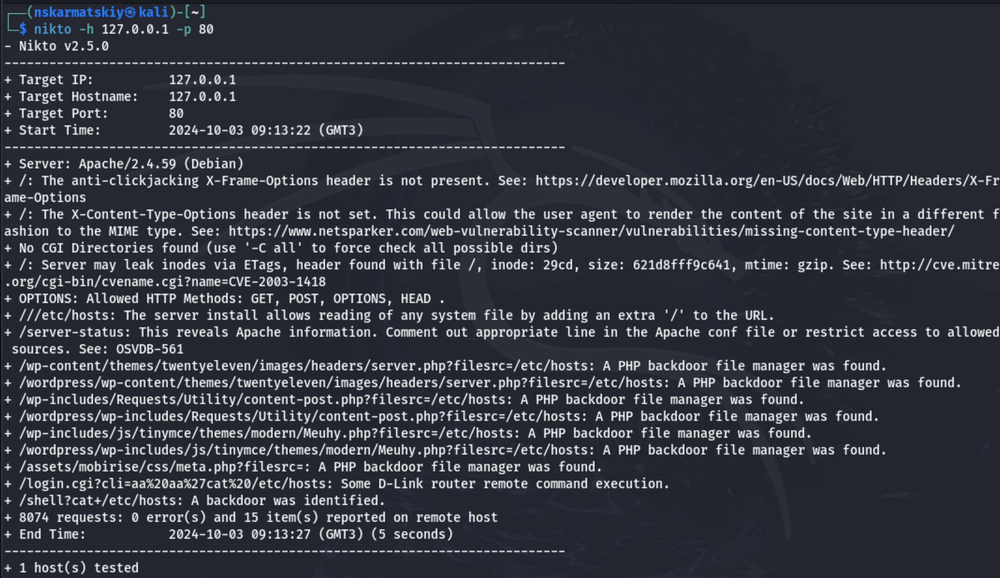 ┌──(nskarmatskiy㉿kali)-[~]
└─$ nikto -h 127.0.0.1 -p 80
- Nikto v2.5.0
---------------------------------------------------------------------------
+ Target IP:          127.0.0.1
+ Target Hostname:    127.0.0.1
+ Target Port:        80
+ Start Time:         2024-10-03 09:13:22 (GMT3)
---------------------------------------------------------------------------
+ Server: Apache/2.4.59 (Debian)
+ /: The anti-clickjacking X-Frame-Options header is not present. See: https://developer.mozilla.org/en-US/docs/Web/HTTP/Headers/X-Fr
ame-Options
+ /: The X-Content-Type-Options header is not set. This could allow the user agent to render the content of the site in a different f
ashion to the MIME type. See: https://www.netsparker.com/web-vulnerability-scanner/vulnerabilities/missing-content-type-header/
+ No CGI Directories found (use '-C all' to force check all possible dirs)
+ /: Server may leak inodes via ETags, header found with file /, inode: 29cd, size: 621d8fff9c641, mtime: gzip. See: http://cve.mitre
.org/cgi-bin/cvename.cgi?name=CVE-2003-1418
+ OPTIONS: Allowed HTTP Methods: GET, POST, OPTIONS, HEAD .
+ ///etc/hosts: The server install allows reading of any system file by adding an extra '/' to the URL.
+ /server-status: This reveals Apache information. Comment out appropriate line in the Apache conf file or restrict access to allowed
 sources. See: OSVDB-561
+ /wp-content/themes/twentyeleven/images/headers/server.php?filesrc=/etc/hosts: A PHP backdoor file manager was found.
+ /wordpress/wp-content/themes/twentyeleven/images/headers/server.php?filesrc=/etc/hosts: A PHP backdoor file manager was found.
+ /wp-includes/Requests/Utility/content-post.php?filesrc=/etc/hosts: A PHP backdoor file manager was found.
+ /wordpress/wp-includes/Requests/Utility/content-post.php?filesrc=/etc/hosts: A PHP backdoor file manager was found.
+ /wp-includes/js/tinymce/themes/modern/Meuhy.php?filesrc=/etc/hosts: A PHP backdoor file manager was found.
+ /wordpress/wp-includes/js/tinymce/themes/modern/Meuhy.php?filesrc=/etc/hosts: A PHP backdoor file manager was found.
+ /assets/mobirise/css/meta.php?filesrc=: A PHP backdoor file manager was found.
+ /login.cgi?cli=aa%20aa%27cat%20/etc/hosts: Some D-Link router remote command execution.
+ /shell?cat+/etc/hosts: A backdoor was identified.
+ 8074 requests: 0 error(s) and 15 item(s) reported on remote host
+ End Time:           2024-10-03 09:13:27 (GMT3) (5 seconds)
---------------------------------------------------------------------------
+ 1 host(s) tested